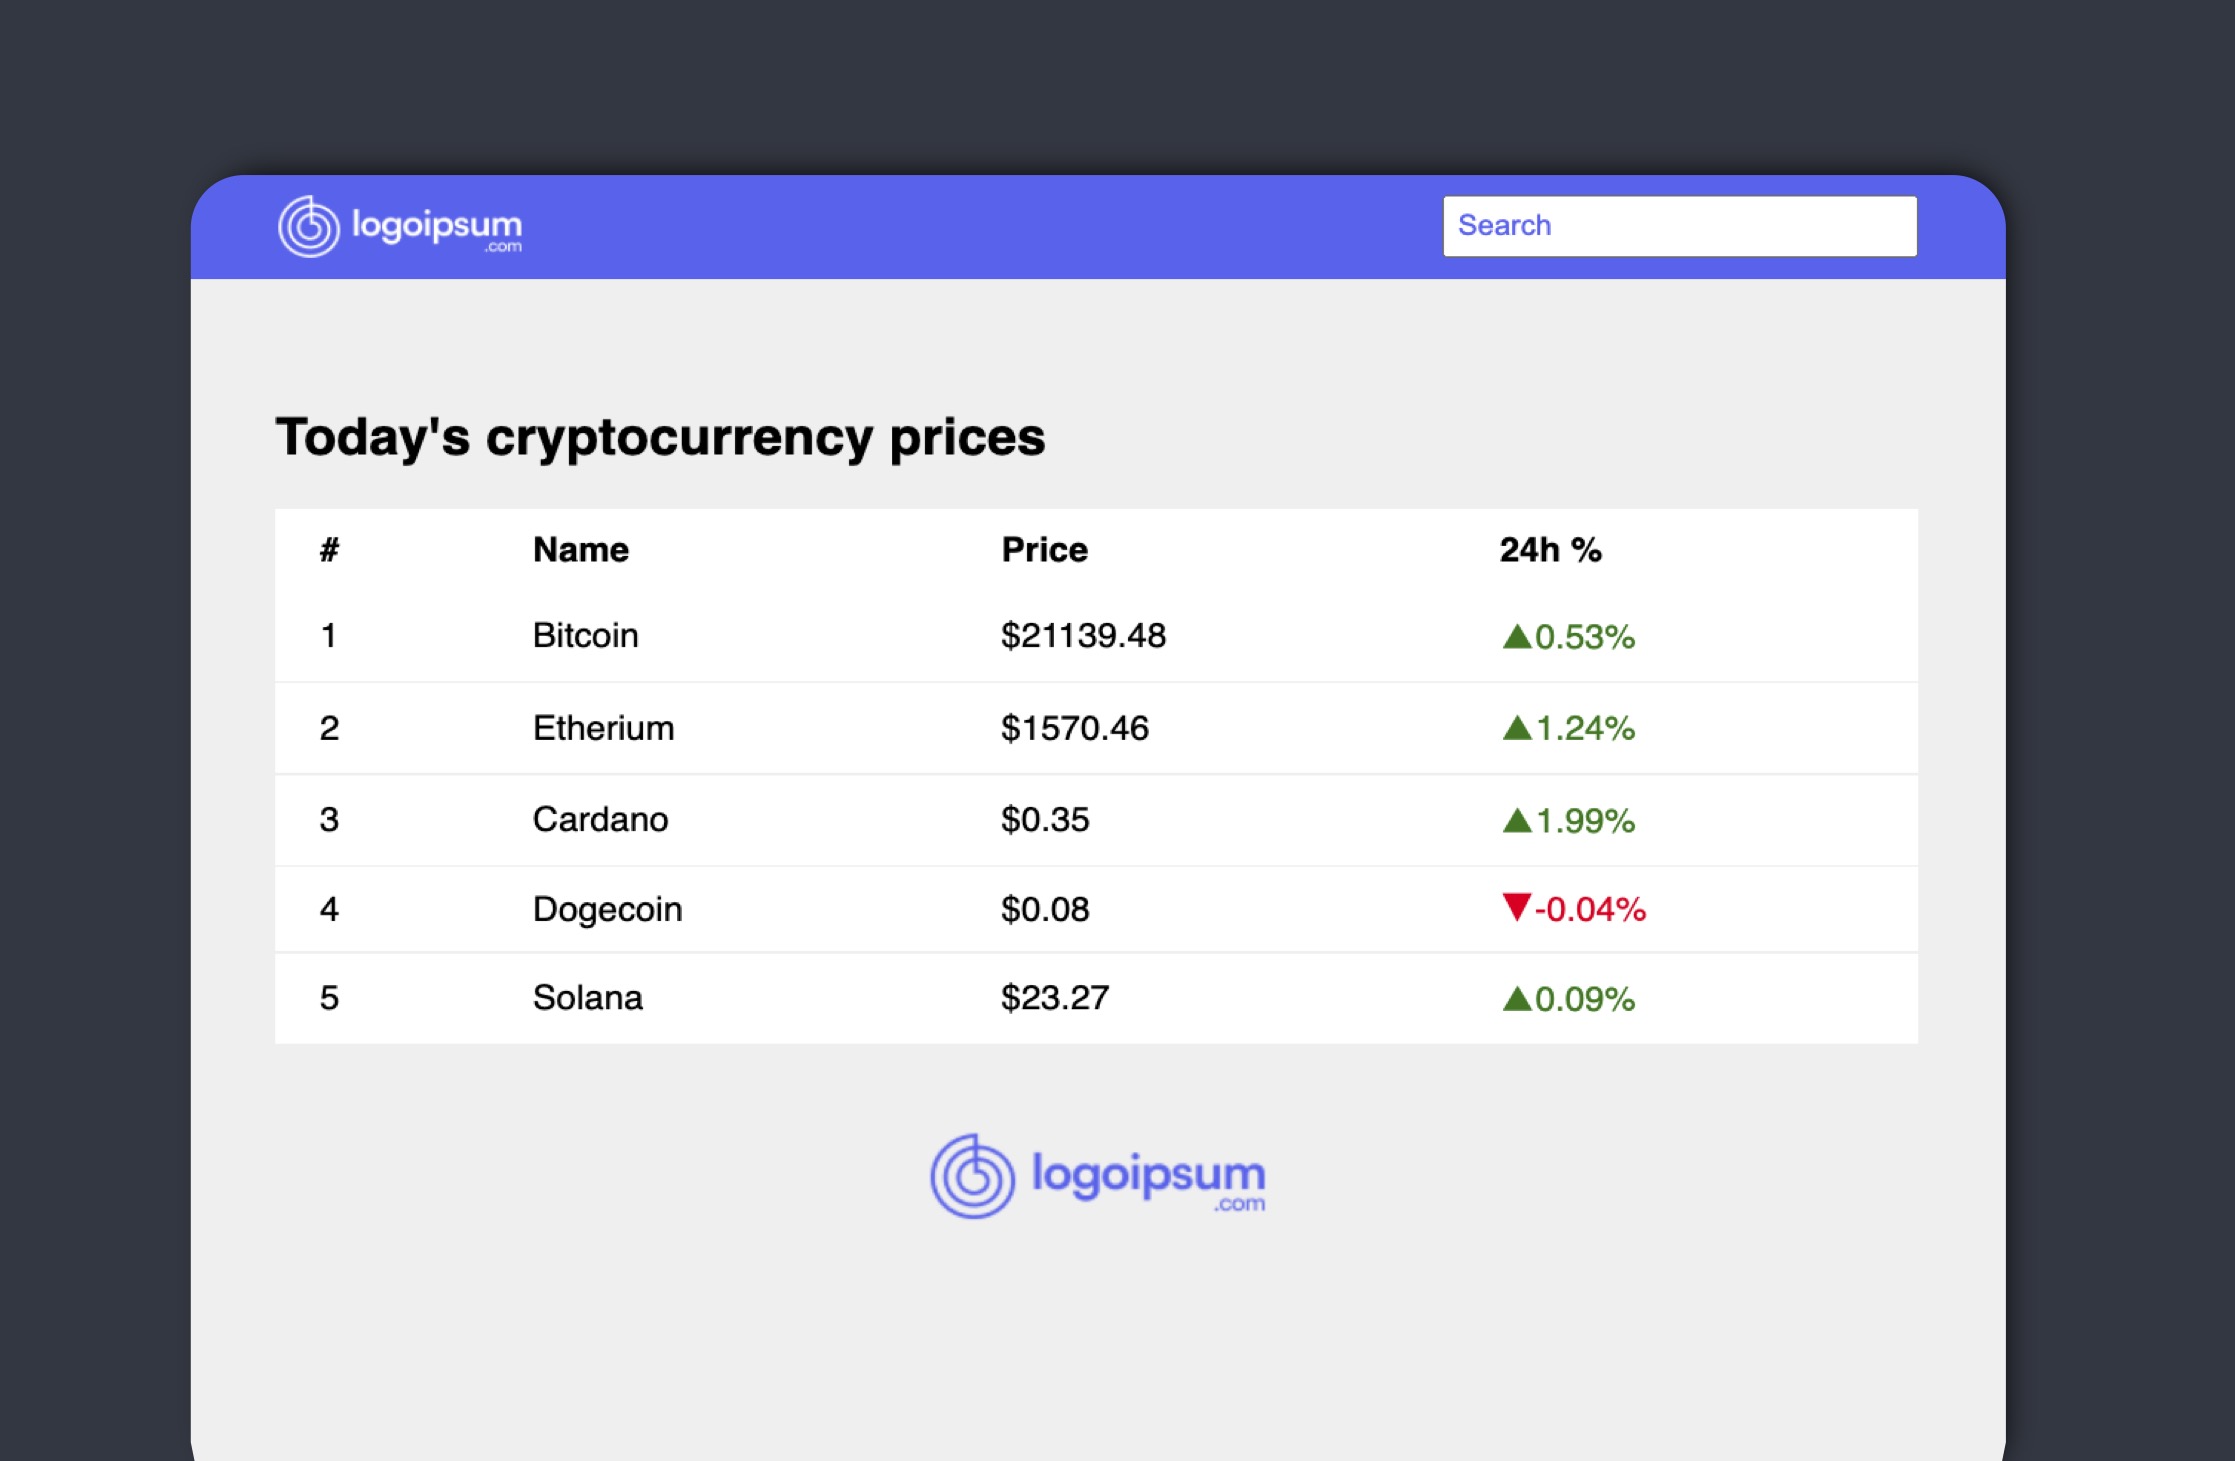 logoipsum
.com
Search
Today's cryptocurrency prices
# Name Price 24h %
1 Bitcoin $21139.48 ▲0.53%
2 Etherium $1570.46 ▲1.24%
3 Cardano $0.35 ▲1.99%
4 Dogecoin $0.08 ▼-0.04%
5 Solana $23.27 ▲0.09%
logoipsum
.com